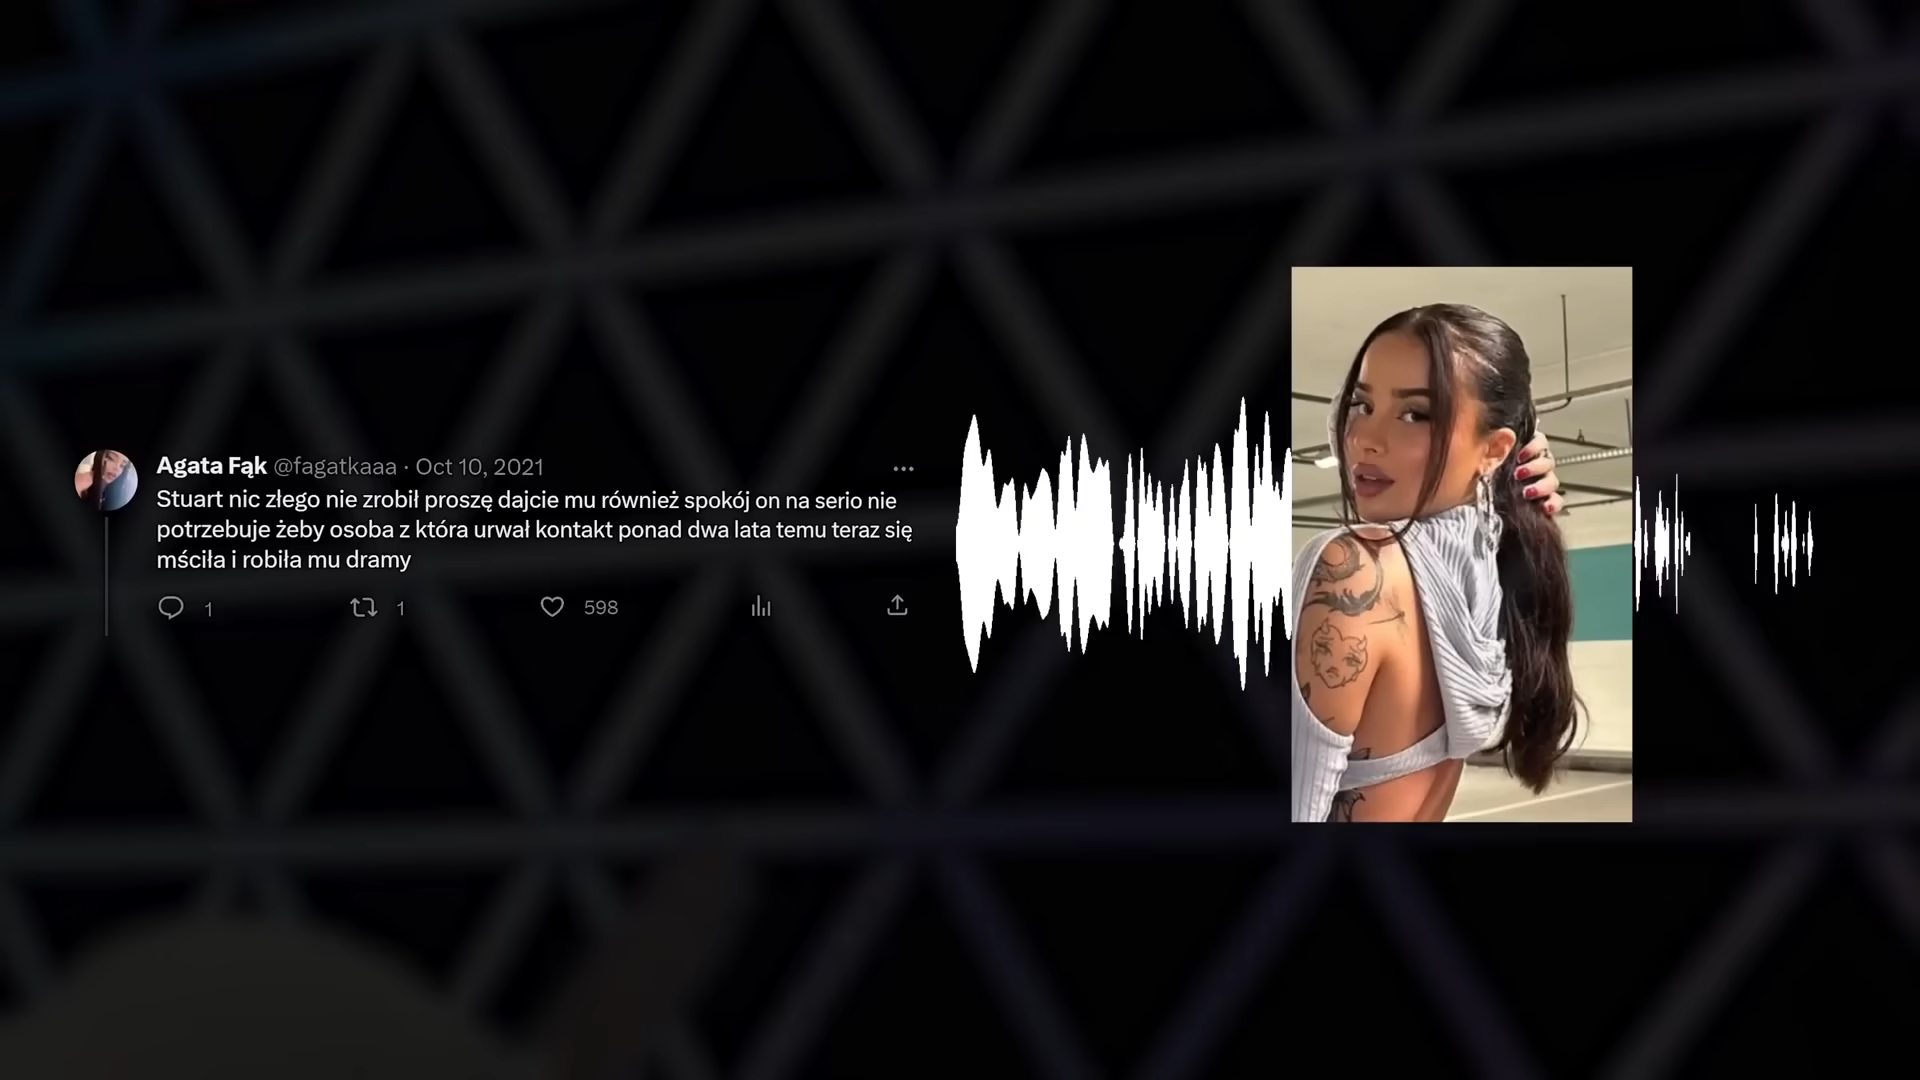 Agata Fąk @fagatkaaa · Oct 10, 2021
Stuart nic złego nie zrobił proszę dajcie mu również spokój on na serio nie
potrzebuje żeby osoba z która urwał kontakt ponad dwa lata temu teraz się
mściła i robiła mu dramy
1 1 598